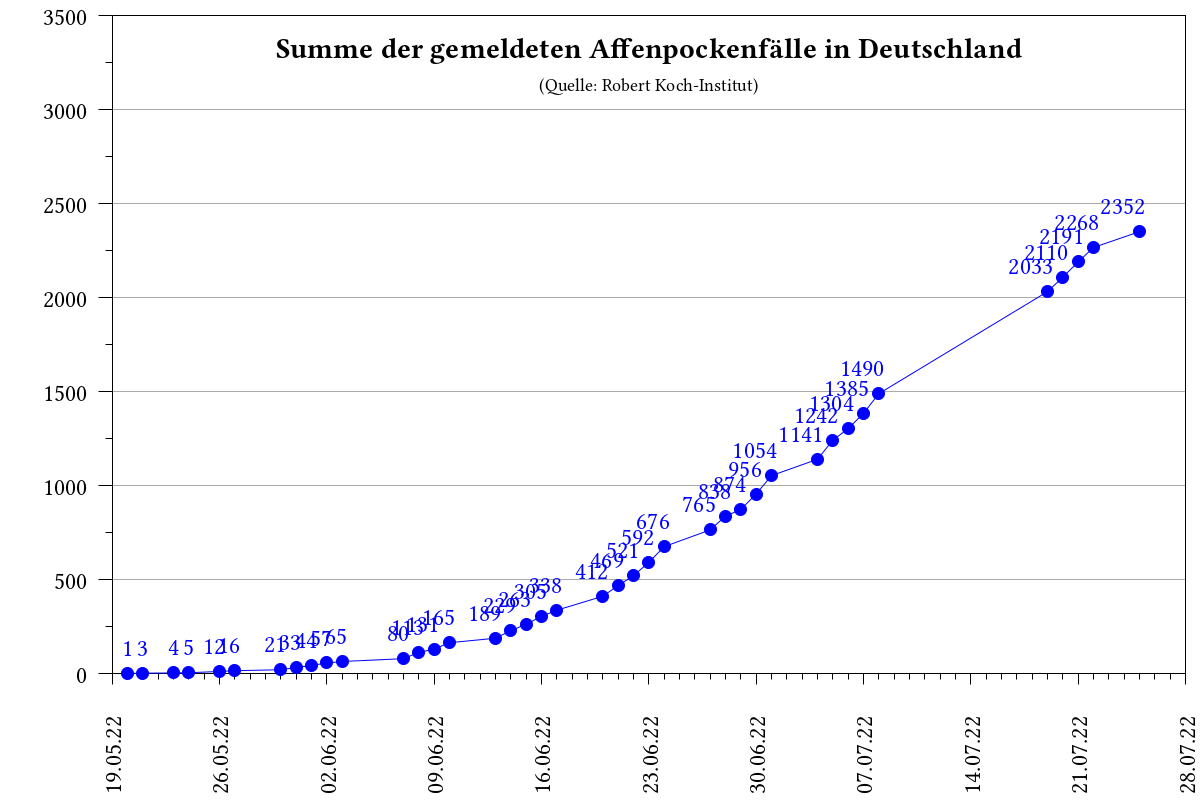 Summe der gemeldeten Affenpockenfälle in Deutschland
(Quelle: Robert Koch-Institut)
3500
3000
2500
2000
1500
1000
500
0
1 3 4 5 12 16 21 33 44 57 65 80 113 131 165 189 229 263 305 338 412 469 521 592 676 765 838 874 956 1054 1141 1242 1304 1385 1490 2033 2110 2191 2268 2352
19.05.22 26.05.22 02.06.22 09.06.22 16.06.22 23.06.22 30.06.22 07.07.22 14.07.22 21.07.22 28.07.22